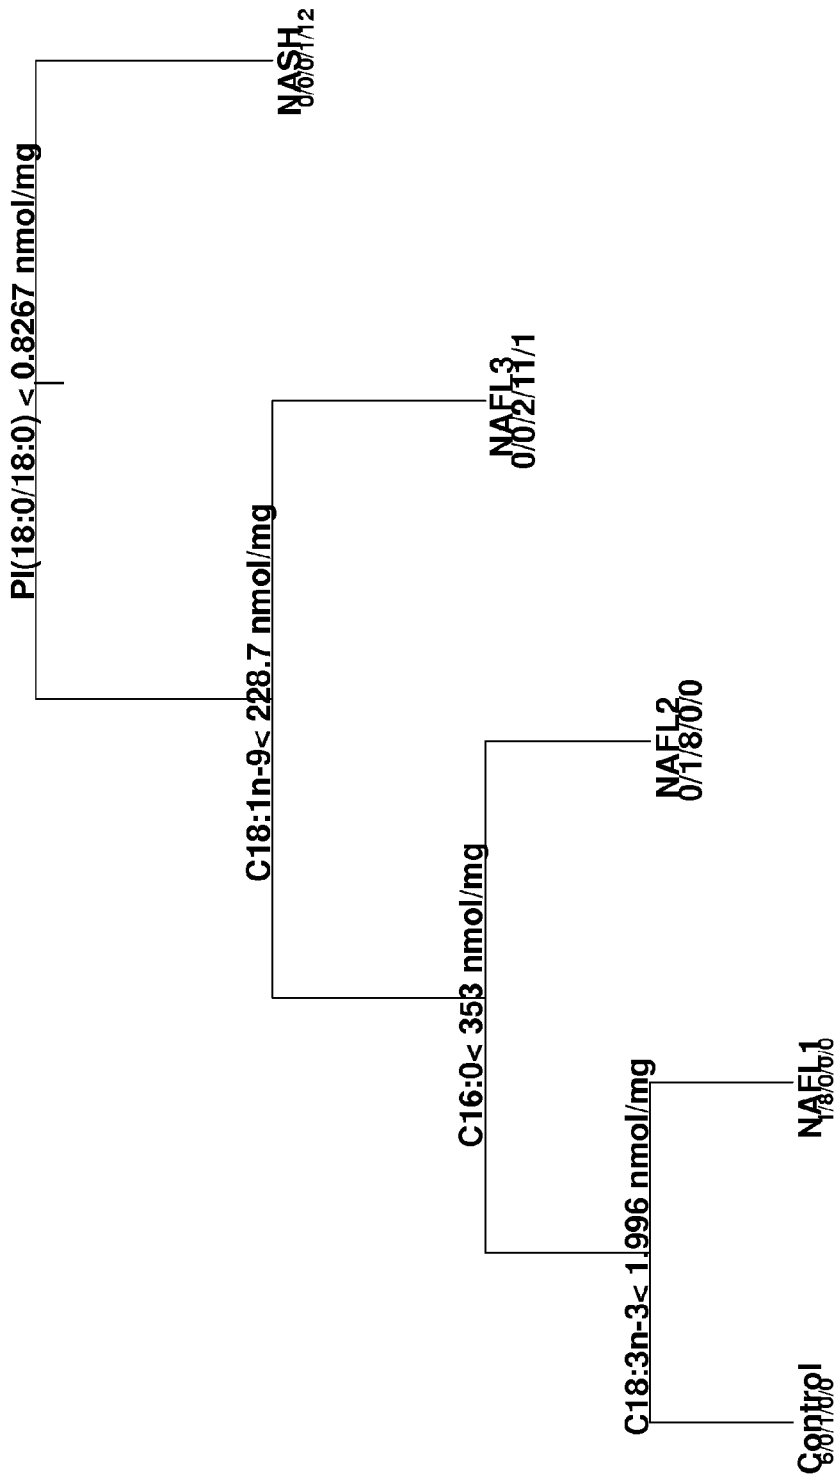 PI(18:0/18:0) < 0.8267 nmol/mg
NASH
0/0/0/1/12
C18:1n-9< 228.7 nmol/mg
NAFL3
0/0/2/11/1
C16:0< 353 nmol/mg
NAFL2
0/1/8/0/0
C18:3n-3< 1.996 nmol/mg
NAFL1
1/8/0/0/0
Control
6/0/1/0/0